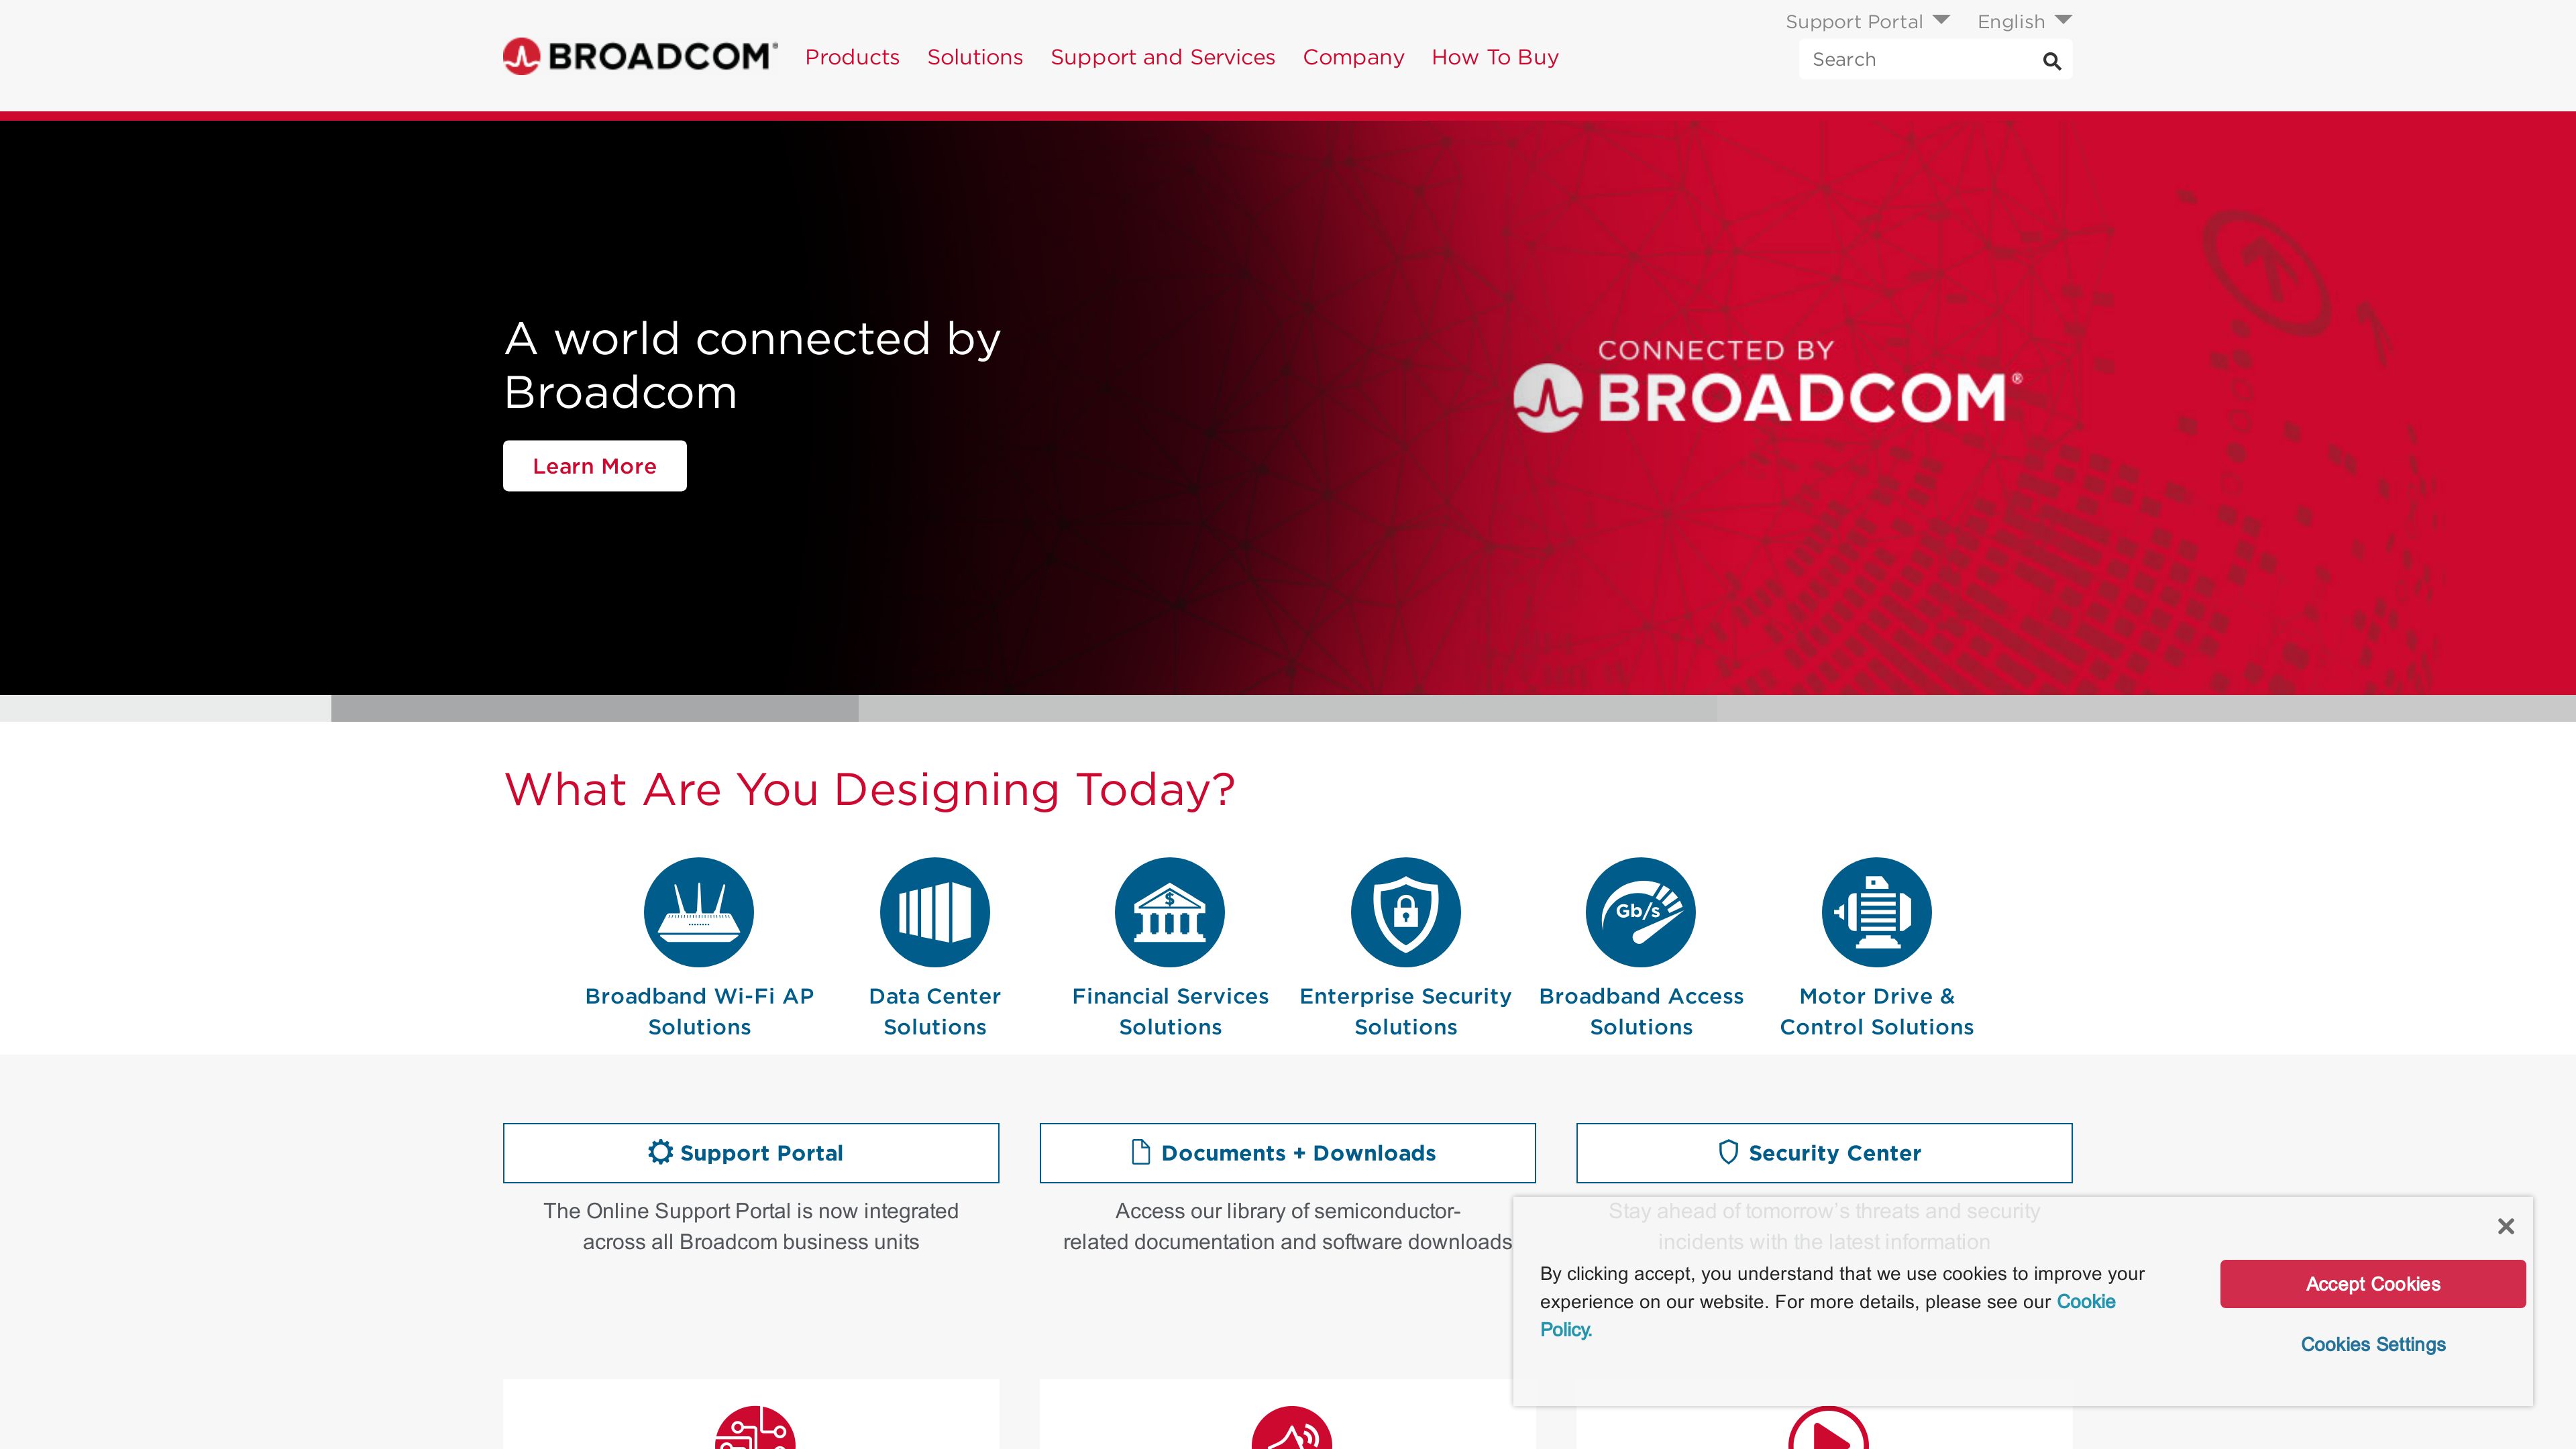 Support Portal
English
BROADCOM®
Products
Solutions
Support and Services
Company
How To Buy
Search
A world connected by
Broadcom
Learn More
CONNECTED BY
BROADCOM®
What Are You Designing Today?
Broadband Wi-Fi AP
Solutions
Data Center
Solutions
$
Financial Services
Solutions
Enterprise Security
Solutions
Gb/s
Broadband Access
Solutions
Motor Drive &
Control Solutions
Support Portal
The Online Support Portal is now integrated
across all Broadcom business units
Documents + Downloads
Access our library of semiconductor-
related documentation and software downloads
Security Center
Stay ahead of tomorrow's threats and security
incidents with the latest information
By clicking accept, you understand that we use cookies to improve your
experience on our website. For more details, please see our Cookie
Policy.
Accept Cookies
Cookies Settings